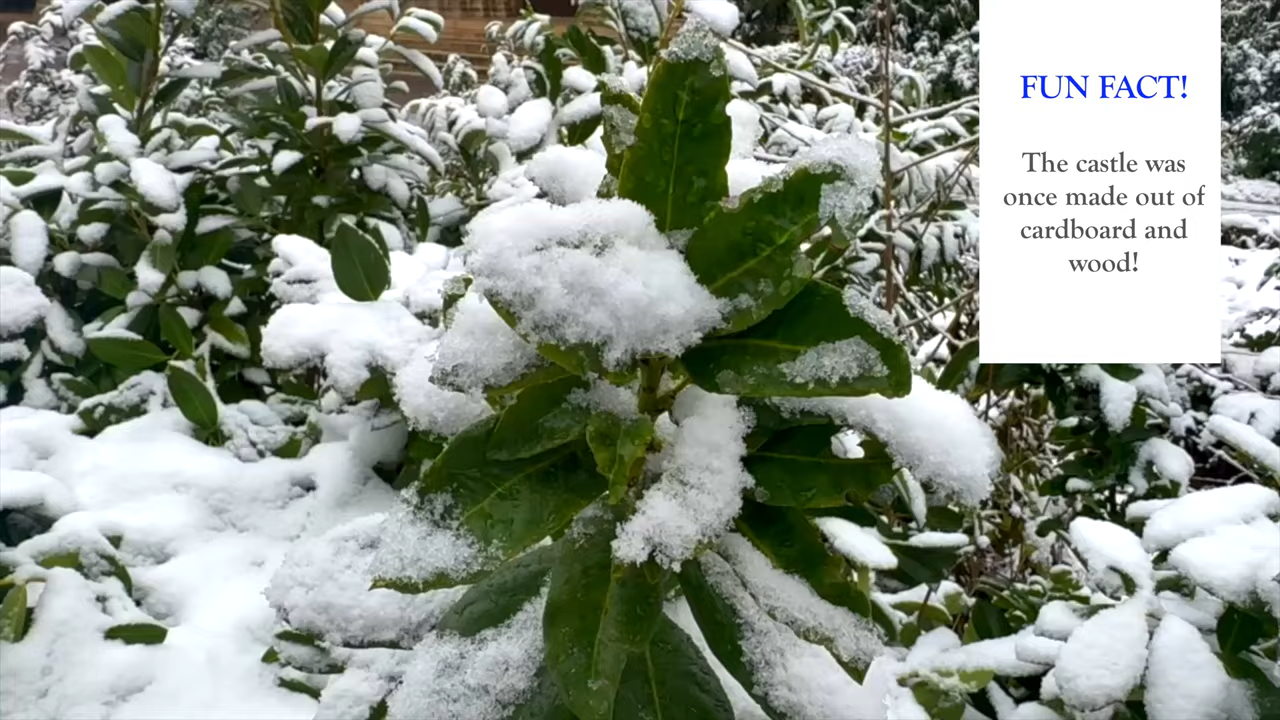 FUN FACT!
The castle was
once made out of
cardboard and
wood!